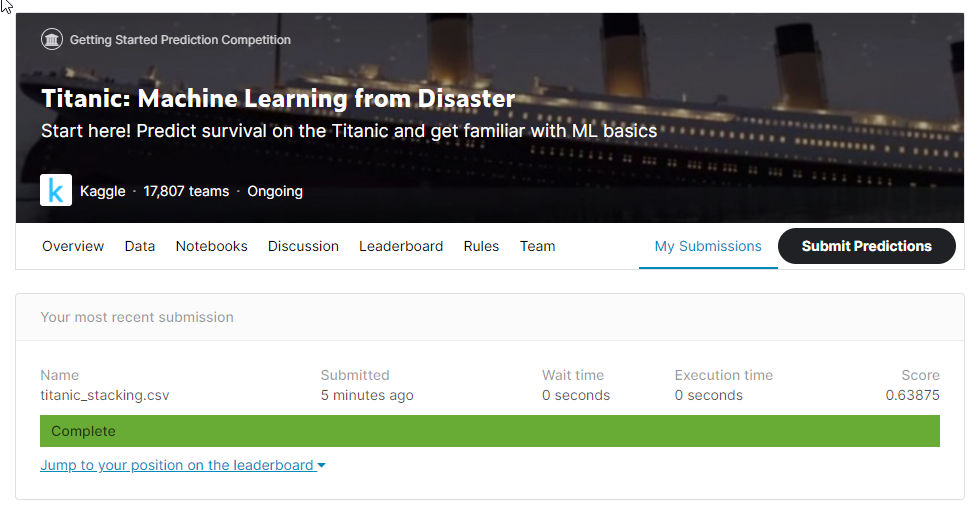 Getting Started Prediction Competition
Titanic: Machine Learning from Disaster
Start here! Predict survival on the Titanic and get familiar with ML basics
k Kaggle · 17,807 teams · Ongoing
Overview Data Notebooks Discussion Leaderboard Rules Team My Submissions Submit Predictions
Your most recent submission
Name Submitted Wait time Execution time Score
titanic_stacking.csv 5 minutes ago 0 seconds 0 seconds 0.63875
Complete
Jump to your position on the leaderboard